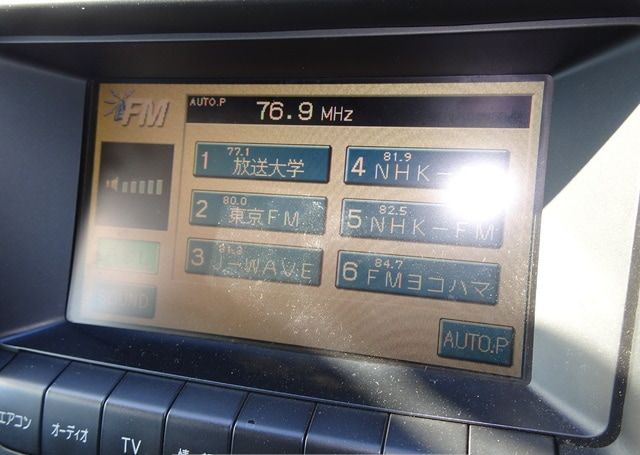 FM
AUTO.P 76.9 MHz
77.1
1 放送大学
81.9
4 NHK-
80.0
2 東京FM
82.5
5 NHK-FM
81.3
3 J-WAVE
84.7
6 FMヨコハマ
AUTO.P
エアコン
オーディオ
TV